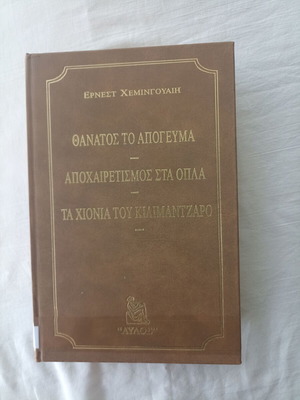 ΕΡΝΕΣΤ ΧΕΜΙΝΓΟΥΑΙΗ
ΘΑΝΑΤΟΣ ΤΟ ΑΠΟΓΕΥΜΑ
ΑΠΟΧΑΙΡΕΤΙΣΜΟΣ ΣΤΑ ΟΠΛΑ
ΤΑ ΧΙΟΝΙΑ ΤΟΥ ΚΙΛΙΜΑΝΤΖΑΡΟ